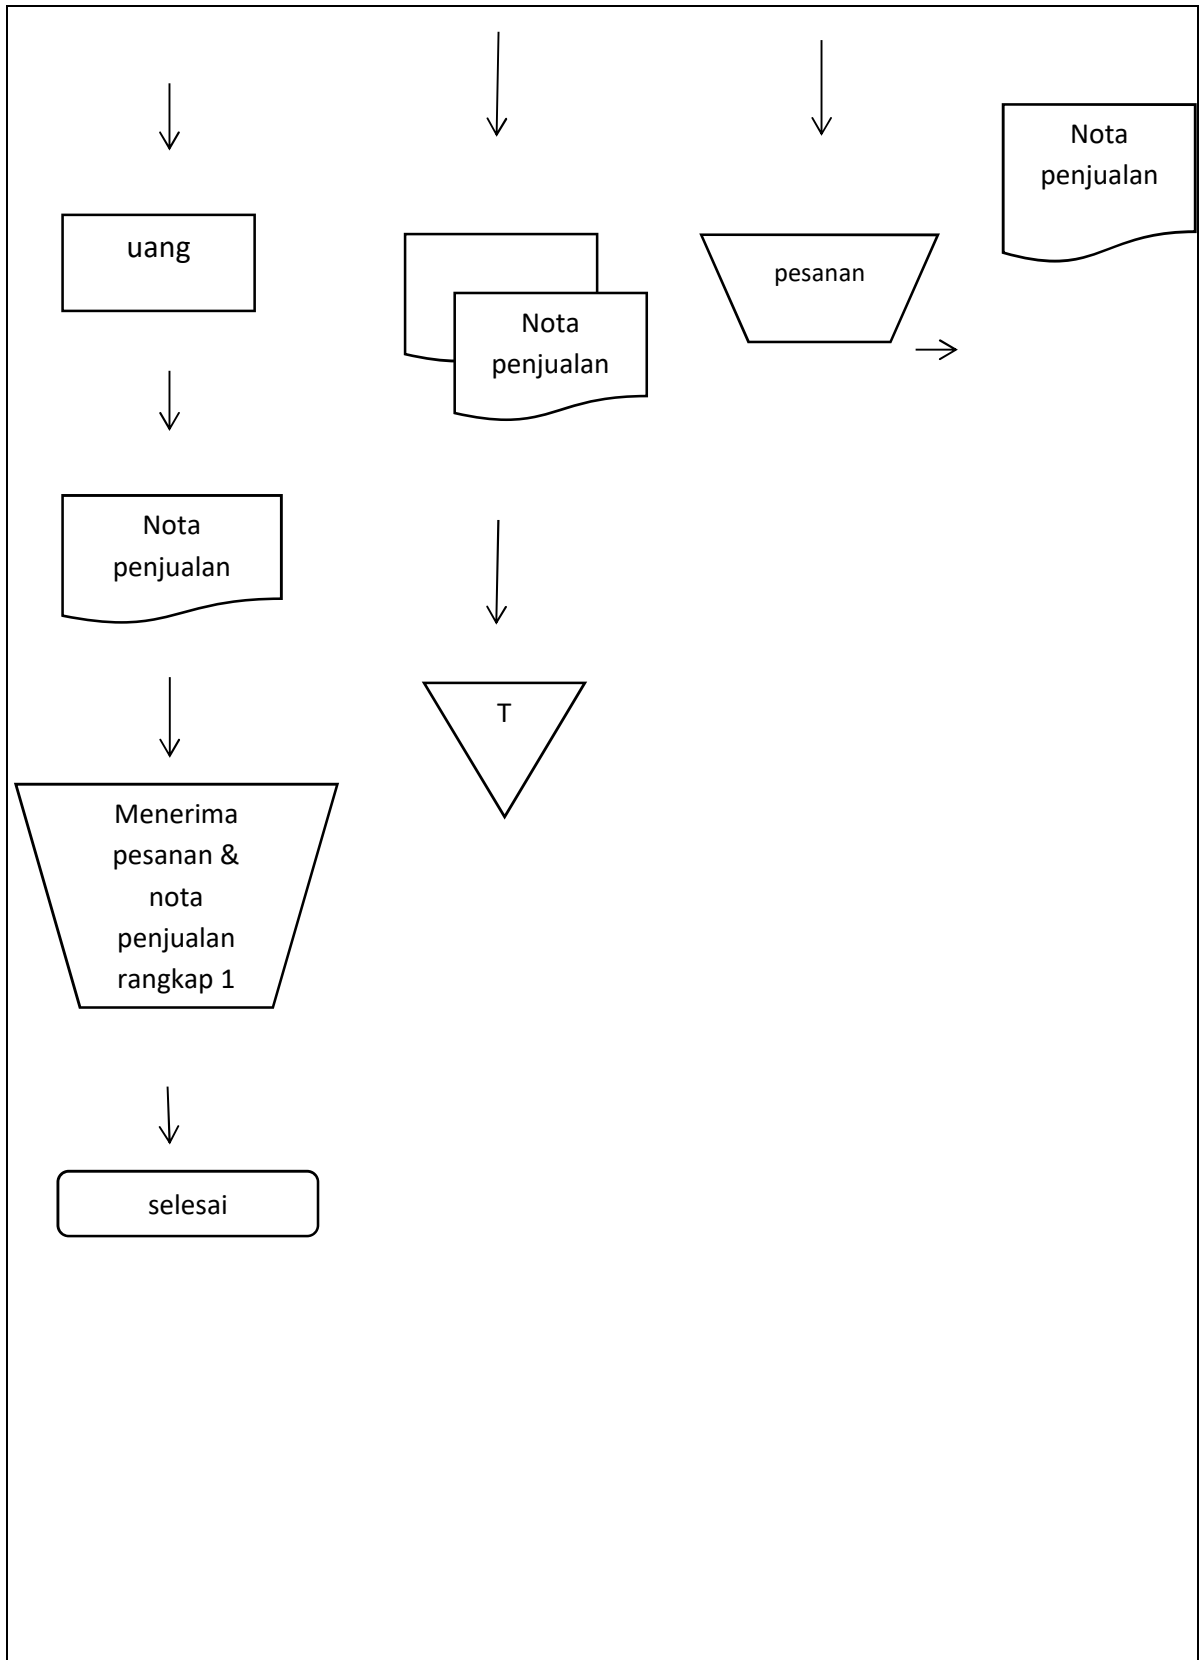 Nota
penjualan
uang
pesanan
Nota
penjualan
Nota
penjualan
T
Menerima
pesanan &
nota
penjualan
rangkap 1
selesai